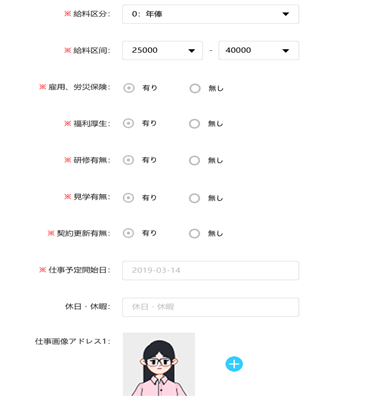 ※ 給料区分： 0：年俸
※ 給料区间： 25000 - 40000
※ 雇用、労災保険： 有り 無し
※ 福利厚生： 有り 無し
※ 研修有無： 有り 無し
※ 見学有無： 有り 無し
※ 契約更新有無： 有り 無し
※ 仕事予定開始日： 2019-03-14
休日・休暇： 休日・休暇
仕事画像アドレス1：